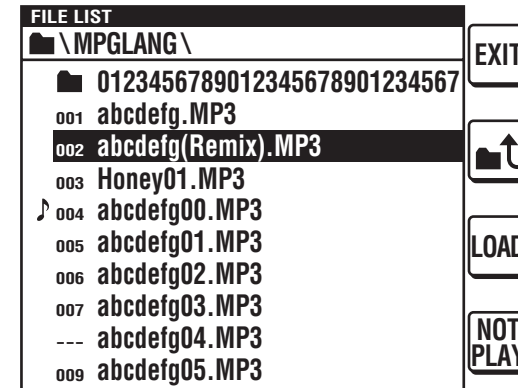 FILE LIST
\MPGLANG\
0123456789012345678901234567
001 abcdefg.MP3
002 abcdefg(Remix).MP3
003 Honey01.MP3
004 abcdefg00.MP3
005 abcdefg01.MP3
006 abcdefg02.MP3
007 abcdefg03.MP3
--- abcdefg04.MP3
009 abcdefg05.MP3
EXIT
LOAD
NOT
PLAY